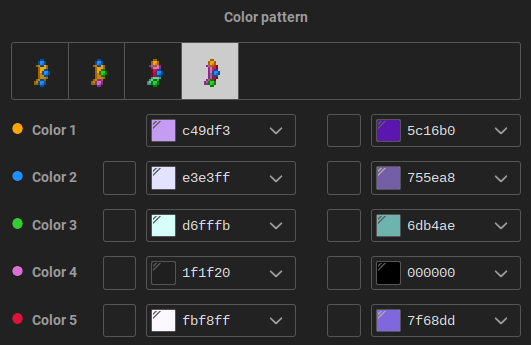 Color pattern
Color 1 c49df3 5c16b0
Color 2 e3e3ff 755ea8
Color 3 d6fffb 6db4ae
Color 4 1f1f20 000000
Color 5 fbf8ff 7f68dd